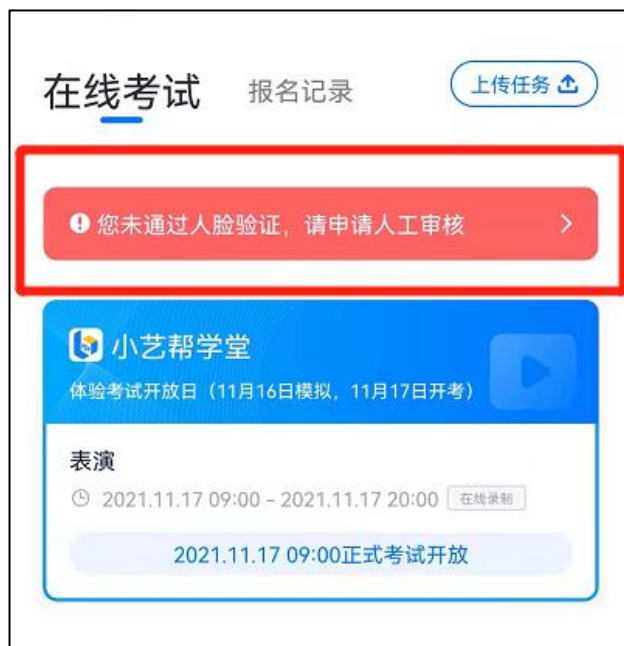 在线考试 报名记录 上传任务
您未通过人脸验证，请申请人工审核
小艺帮学堂
体验考试开放日（11月16日模拟，11月17日开考）
表演
2021.11.17 09:00 - 2021.11.17 20:00 在线录制
2021.11.17 09:00正式考试开放